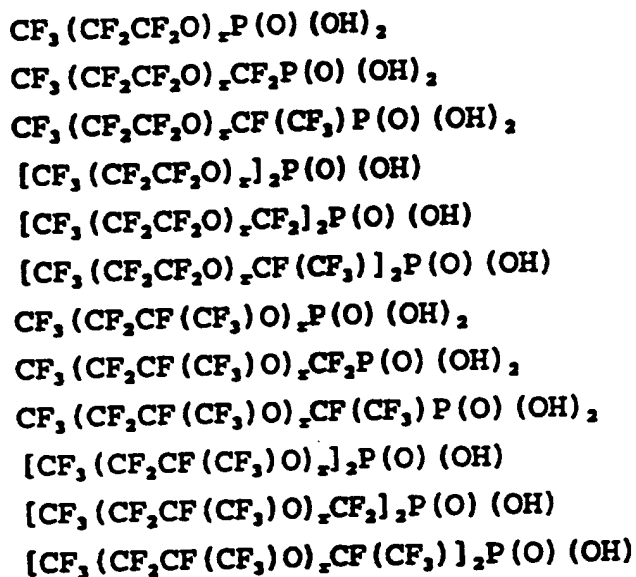 CF₃(CF₂CF₂O)ₓP(O)(OH)₂
CF₃(CF₂CF₂O)ₓCF₂P(O)(OH)₂
CF₃(CF₂CF₂O)ₓCF(CF₃)P(O)(OH)₂
[CF₃(CF₂CF₂O)ₓ]₂P(O)(OH)
[CF₃(CF₂CF₂O)ₓCF₂]₂P(O)(OH)
[CF₃(CF₂CF₂O)ₓCF(CF₃)]₂P(O)(OH)
CF₃(CF₂CF(CF₃)O)ₓP(O)(OH)₂
CF₃(CF₂CF(CF₃)O)ₓCF₂P(O)(OH)₂
CF₃(CF₂CF(CF₃)O)ₓCF(CF₃)P(O)(OH)₂
[CF₃(CF₂CF(CF₃)O)ₓ]₂P(O)(OH)
[CF₃(CF₂CF(CF₃)O)ₓCF₂]₂P(O)(OH)
[CF₃(CF₂CF(CF₃)O)ₓCF(CF₃)]₂P(O)(OH)